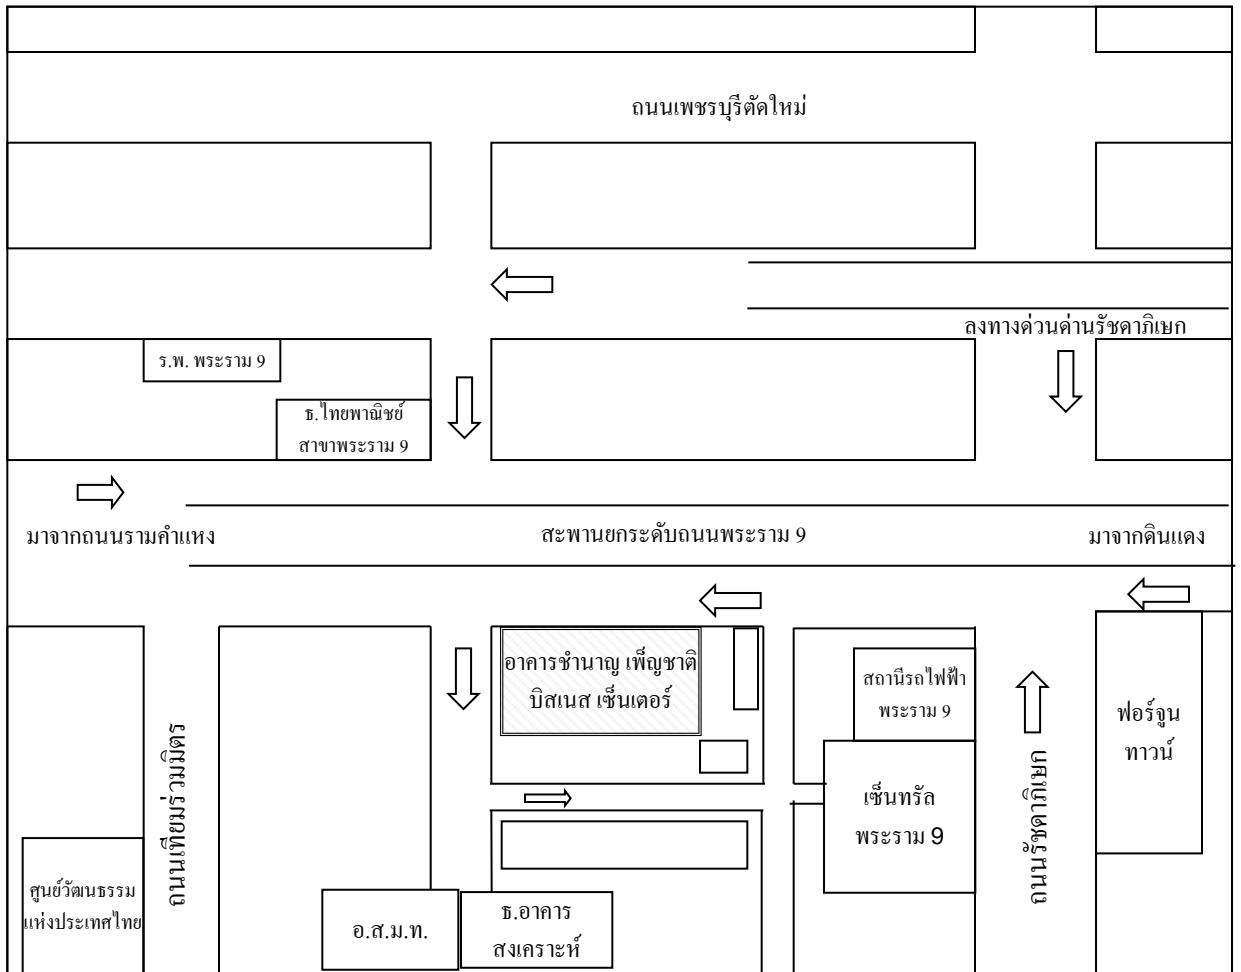 ถนนเพชรบุรีตัดใหม่
ลงทางด่วนด่านรัชดาภิเษก
ร.พ. พระราม 9
ธ.ไทยพาณิชย์
สาขาพระราม 9
มาจากถนนรามคำแหง
สะพานยกระดับถนนพระราม 9
มาจากดินแดง
อาคารชำนาญ เพ็ญชาติ
บิสเนส เซ็นเตอร์
สถานีรถไฟฟ้า
พระราม 9
ฟอร์จูน
ทาวน์
ถนนเทียมร่วมมิตร
เซ็นทรัล
พระราม 9
ถนนรัชดาภิเษก
ศูนย์วัฒนธรรม
แห่งประเทศไทย
อ.ส.ม.ท.
ธ.อาคาร
สงเคราะห์